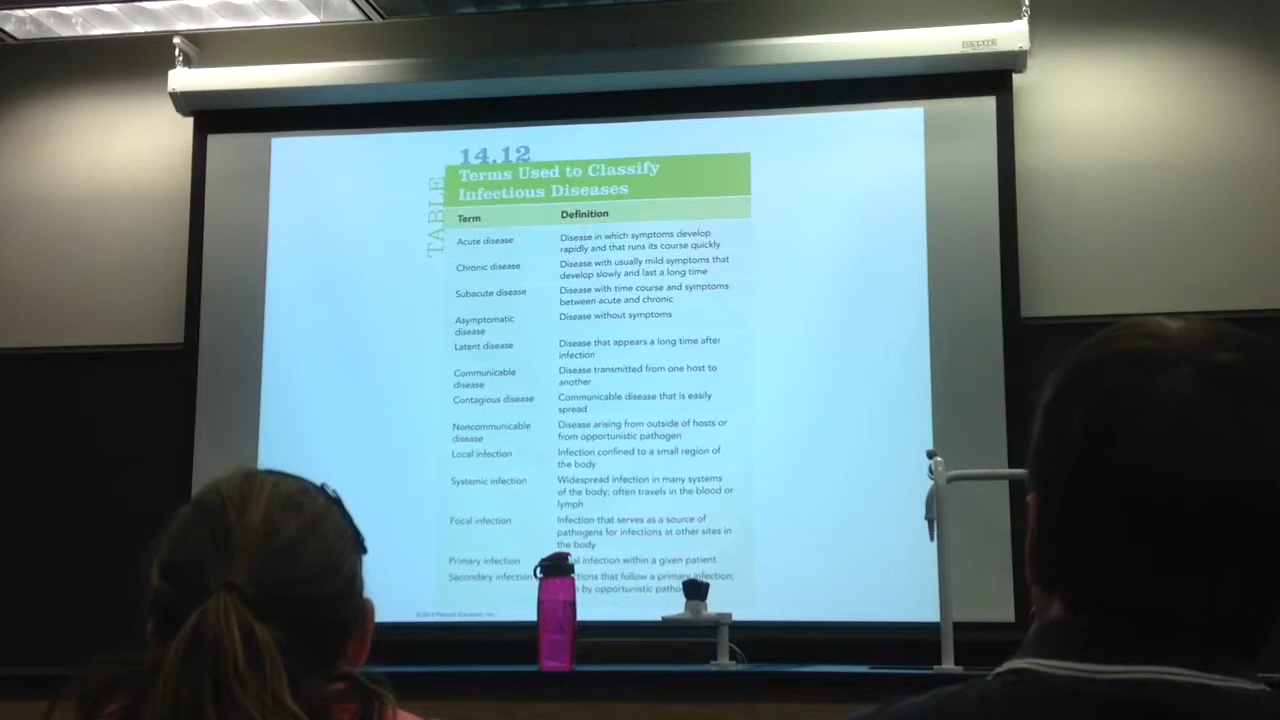 DA-LITE
14.12
TABLE
Terms Used to Classify
Infectious Diseases
Term Definition
Acute disease Disease in which symptoms develop
rapidly and that runs its course quickly
Chronic disease Disease with usually mild symptoms that
develop slowly and last a long time
Subacute disease Disease with time course and symptoms
between acute and chronic
Asymptomatic Disease without symptoms
disease
Latent disease Disease that appears a long time after
infection
Communicable Disease transmitted from one host to
disease another
Contagious disease Communicable disease that is easily
spread
Noncommunicable Disease arising from outside of hosts or
disease from opportunistic pathogen
Local infection Infection confined to a small region of
the body
Systemic infection Widespread infection in many systems
of the body; often travels in the blood or
lymph
Focal infection Infection that serves as a source of
pathogens for infections at other sites in
the body
Primary infection infection within a given patient
Secondary infection that follow a primary infection;
by opportunistic